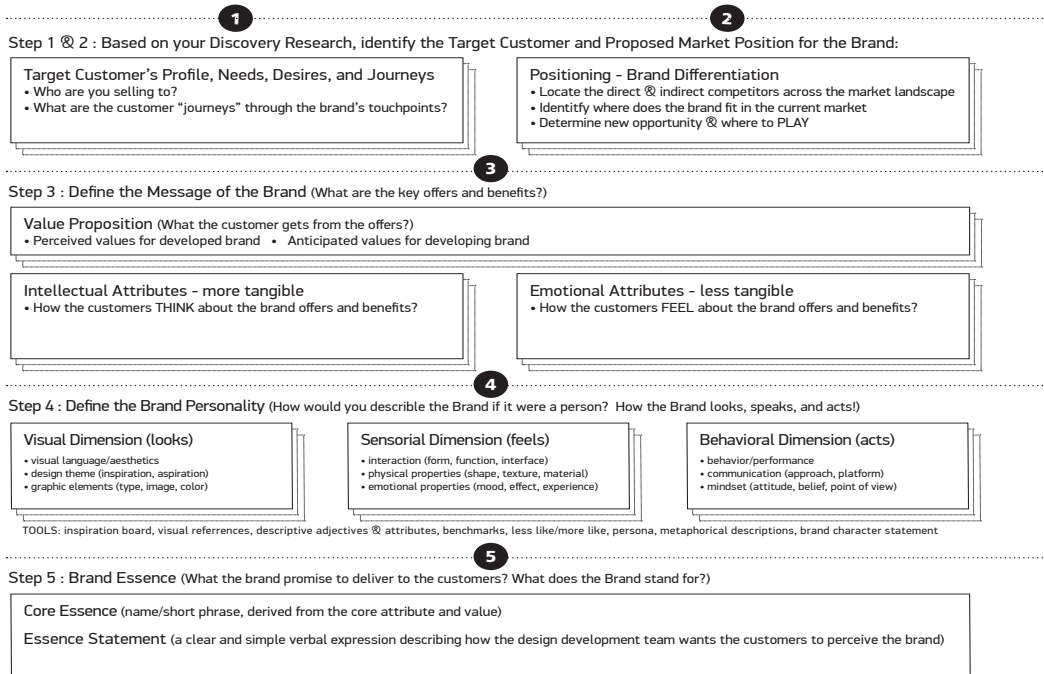 1
2
Step 1 & 2 : Based on your Discovery Research, identify the Target Customer and Proposed Market Position for the Brand:
Target Customer's Profile, Needs, Desires, and Journeys
• Who are you selling to?
• What are the customer “journeys” through the brand's touchpoints?
Positioning - Brand Differentiation
• Locate the direct & indirect competitors across the market landscape
• Identitfy where does the brand fit in the current market
• Determine new opportunity & where to PLAY
3
Step 3 : Define the Message of the Brand (What are the key offers and benefits?)
Value Proposition (What the customer gets from the offers?)
• Perceived values for developed brand • Anticipated values for developing brand
Intellectual Attributes - more tangible
• How the customers THINK about the brand offers and benefits?
Emotional Attributes - less tangible
• How the customers FEEL about the brand offers and benefits?
4
Step 4 : Define the Brand Personality (How would you describle the Brand if it were a person? How the Brand looks, speaks, and acts!)
Visual Dimension (looks)
• visual language/aesthetics
• design theme (inspiration, aspiration)
• graphic elements (type, image, color)
Sensorial Dimension (feels)
• interaction (form, function, interface)
• physical properties (shape, texture, material)
• emotional properties (mood, effect, experience)
Behavioral Dimension (acts)
• behavior/performance
• communication (approach, platform)
• mindset (attitude, belief, point of view)
TOOLS: inspiration board, visual referrences, descriptive adjectives & attributes, benchmarks, less like/more like, persona, metaphorical descriptions, brand character statement
5
Step 5 : Brand Essence (What the brand promise to deliver to the customers? What does the Brand stand for?)
Core Essence (name/short phrase, derived from the core attribute and value)
Essence Statement (a clear and simple verbal expression describing how the design development team wants the customers to perceive the brand)